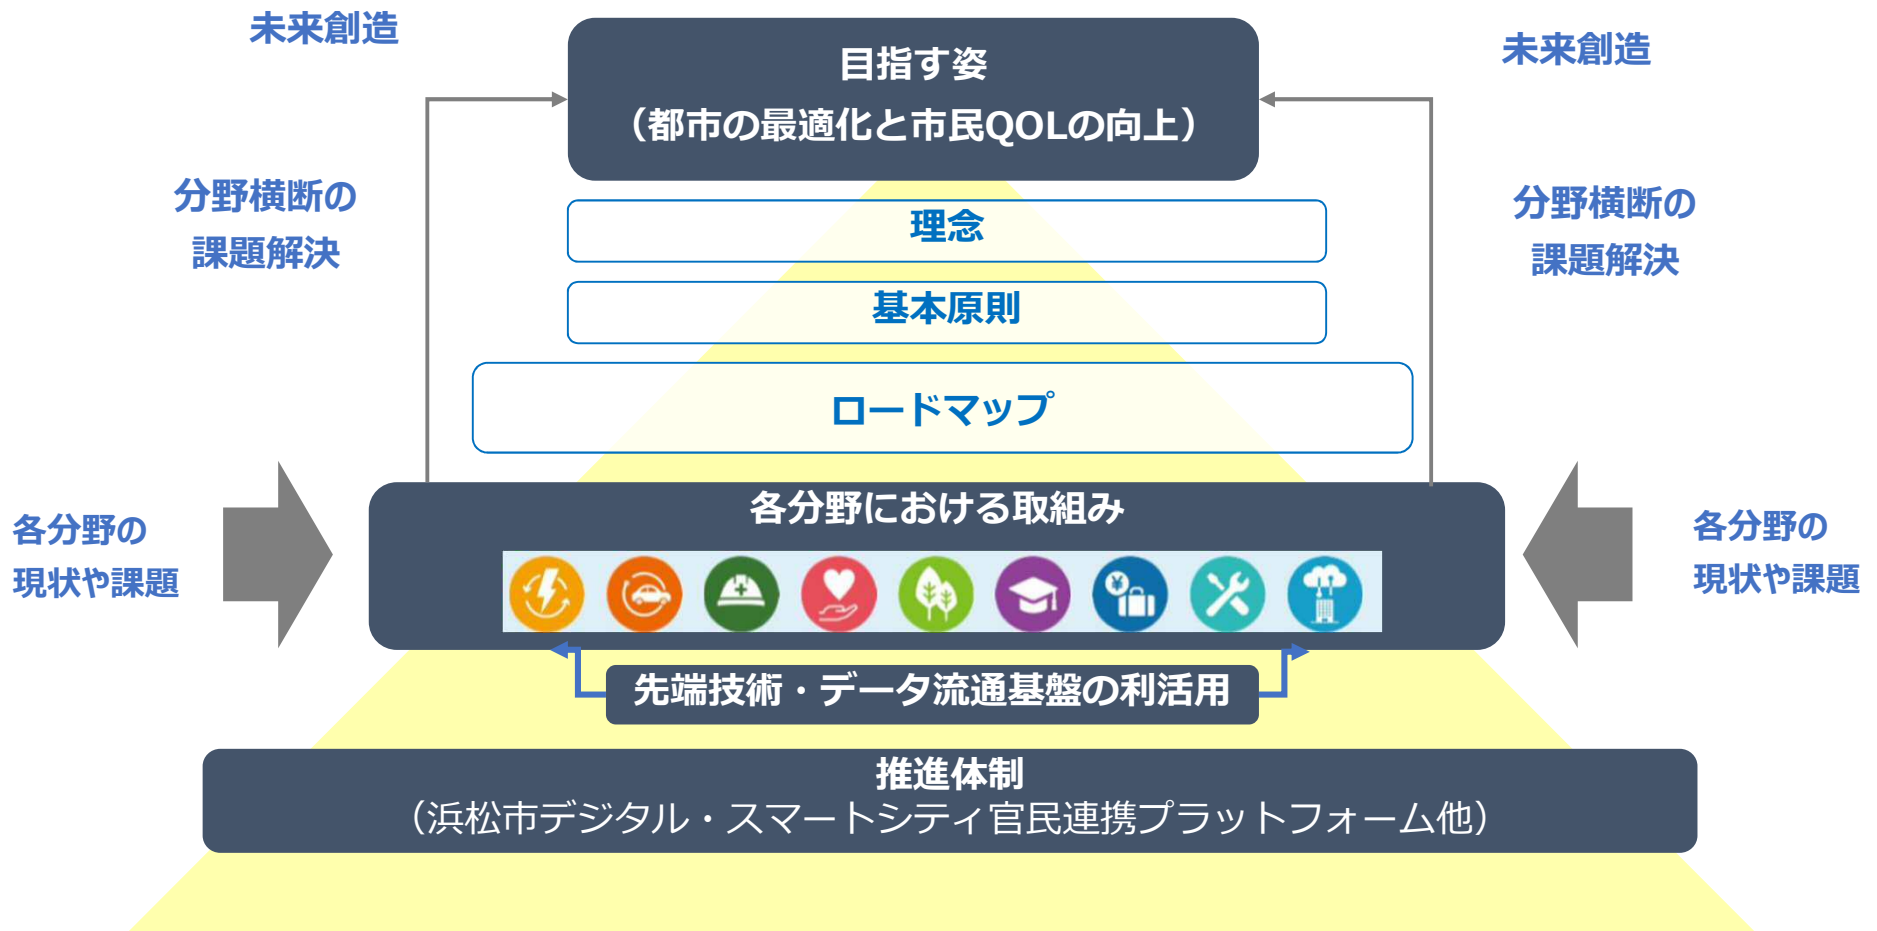 未来創造
目指す姿
（都市の最適化と市民QOLの向上）
未来創造
分野横断の
課題解決
理念
分野横断の
課題解決
基本原則
ロードマップ
各分野における取組み
各分野の
現状や課題
各分野の
現状や課題
¥
先端技術・データ流通基盤の利活用
推進体制
（浜松市デジタル・スマートシティ官民連携プラットフォーム他）